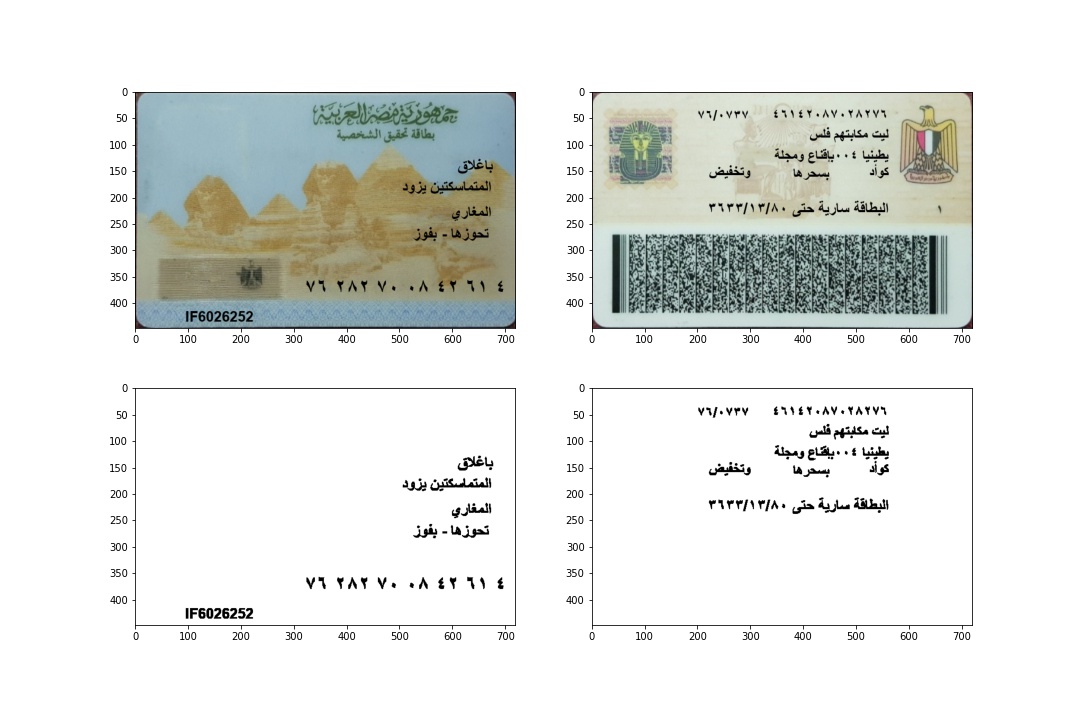 0
50
100
150
200
250
300
350
400
جمهورية مصر العربية
بطاقة تحقيق الشخصية
باغلاق
المتماسكتين يزود
المغاري
تحوزها - بفوز
٧٦ ٢٨٢ ٧٠ ٠٨ ٤٢ ٦١ ٤
IF6026252
0 100 200 300 400 500 600 700
0
50
100
150
200
250
300
350
400
٤٦١٤٢٠٨٧٠٢٨٢٧٦ ٧٦/٠٧٣٧
ليت مكابتهم فلس
يطينيا ٠٠٤بإقناع ومجلة
كوأد بسحرها وتخفيض
البطاقة سارية حتى ٣٦٣٣/١٣/٨٠
١
0 100 200 300 400 500 600 700
0
50
100
150
200
250
300
350
400
باغلاق
المتماسكتين يزود
المغاري
تحوزها - بفوز
٧٦ ٢٨٢ ٧٠ ٠٨ ٤٢ ٦١ ٤
IF6026252
0 100 200 300 400 500 600 700
0
50
100
150
200
250
300
350
400
٤٦١٤٢٠٨٧٠٢٨٢٧٦ ٧٦/٠٧٣٧
ليت مكابتهم فلس
يطينيا ٠٠٤بإقناع ومجلة
كوأد بسحرها وتخفيض
البطاقة سارية حتى ٣٦٣٣/١٣/٨٠
0 100 200 300 400 500 600 700